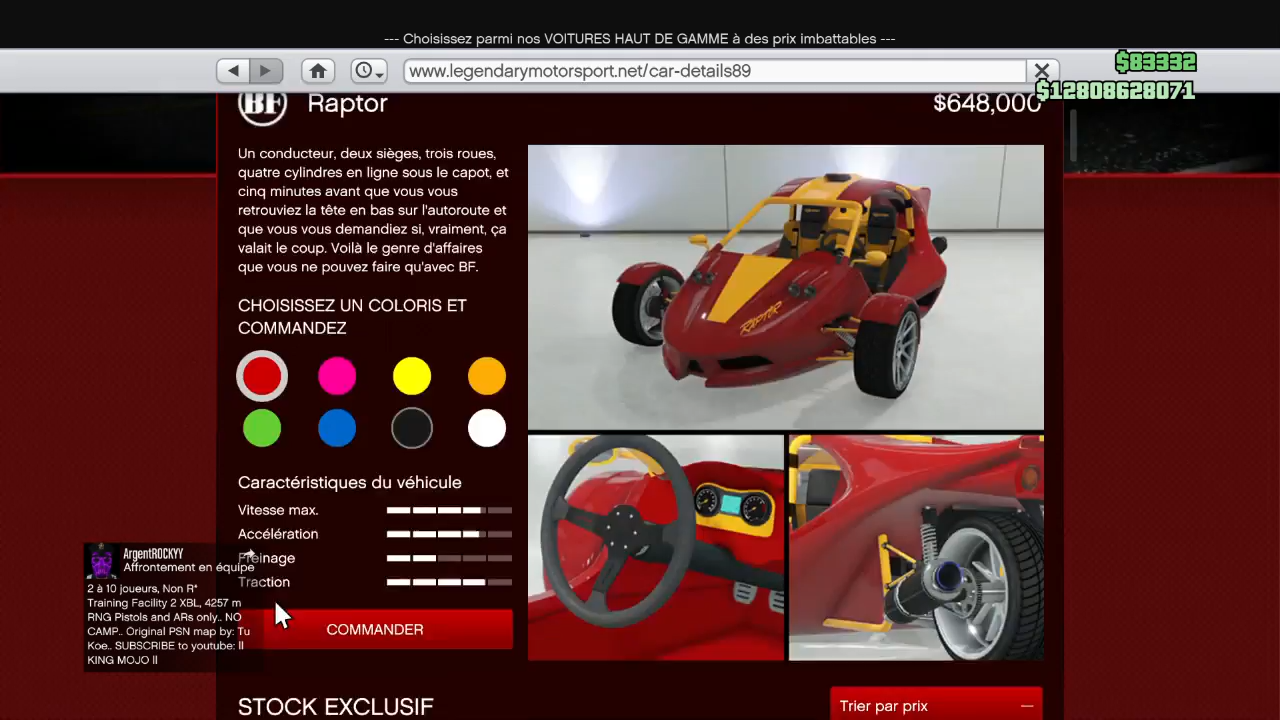 --- Choisissez parmi nos VOITURES HAUT DE GAMME à des prix imbattables ---
www.legendarymotorsport.net/car-details89
$83332
$12808628071
BF
Raptor
$648,000
Un conducteur, deux sièges, trois roues,
quatre cylindres en ligne sous le capot, et
cinq minutes avant que vous vous
retrouviez la tête en bas sur l'autoroute et
que vous vous demandiez si, vraiment, ça
valait le coup. Voilà le genre d'affaires
que vous ne pouvez faire qu'avec BF.
RAPTOR
CHOISISSEZ UN COLORIS ET
COMMANDEZ
Caractéristiques du véhicule
Vitesse max.
Accélération
Freinage
Traction
COMMANDER
ArgentROCKYY
Affrontement en équipe
2 à 10 joueurs, Non R*
Training Facility 2 XBL, 4257 m
RNG Pistols and ARs only.. NO
CAMP.. Original PSN map by: Tu
Koe.. SUBSCRIBE to youtube: II
KING MOJO II
STOCK EXCLUSIF
Trier par prix